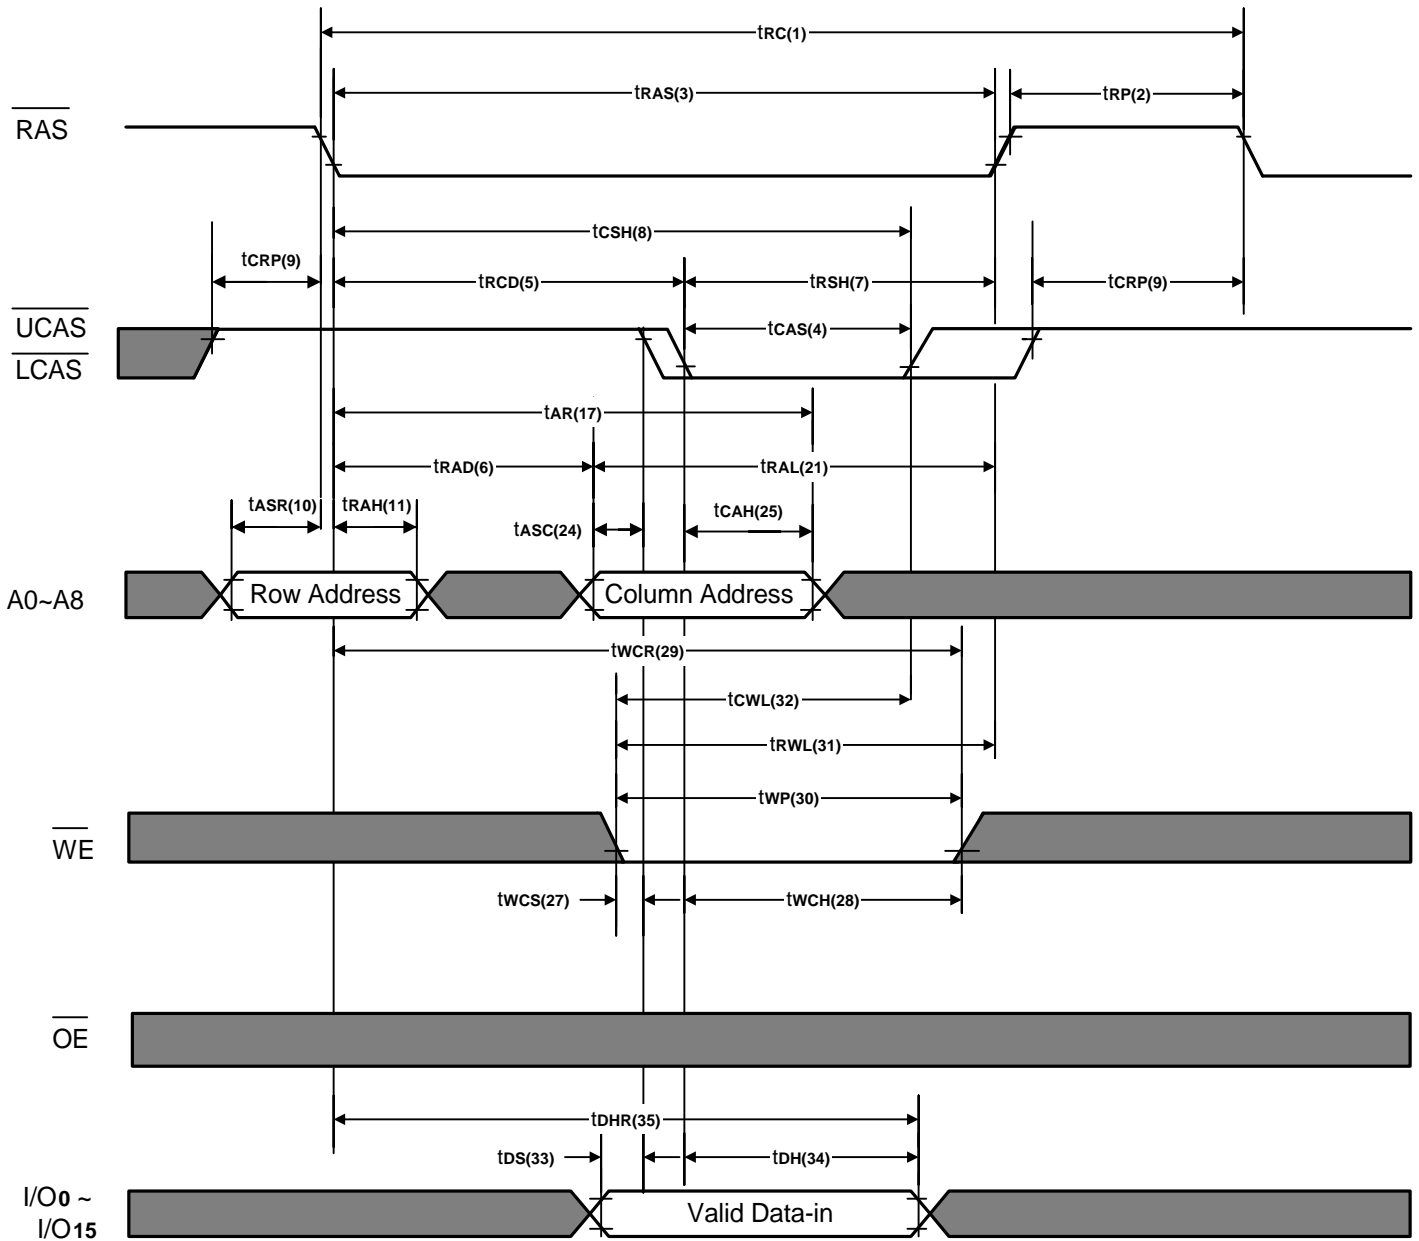 tRC(1)
tRAS(3)
tRP(2)
RAS
tCSH(8)
tCRP(9)
tRCD(5)
tRSH(7)
tCRP(9)
UCAS
tCAS(4)
LCAS
tAR(17)
tRAD(6)
tRAL(21)
tASR(10)
tRAH(11)
tASC(24)
tCAH(25)
A0~A8
Row Address
Column Address
tWCR(29)
tCWL(32)
tRWL(31)
tWP(30)
WE
tWCS(27)
tWCH(28)
OE
tDHR(35)
tDS(33)
tDH(34)
I/O0 ~
I/O15
Valid Data-in